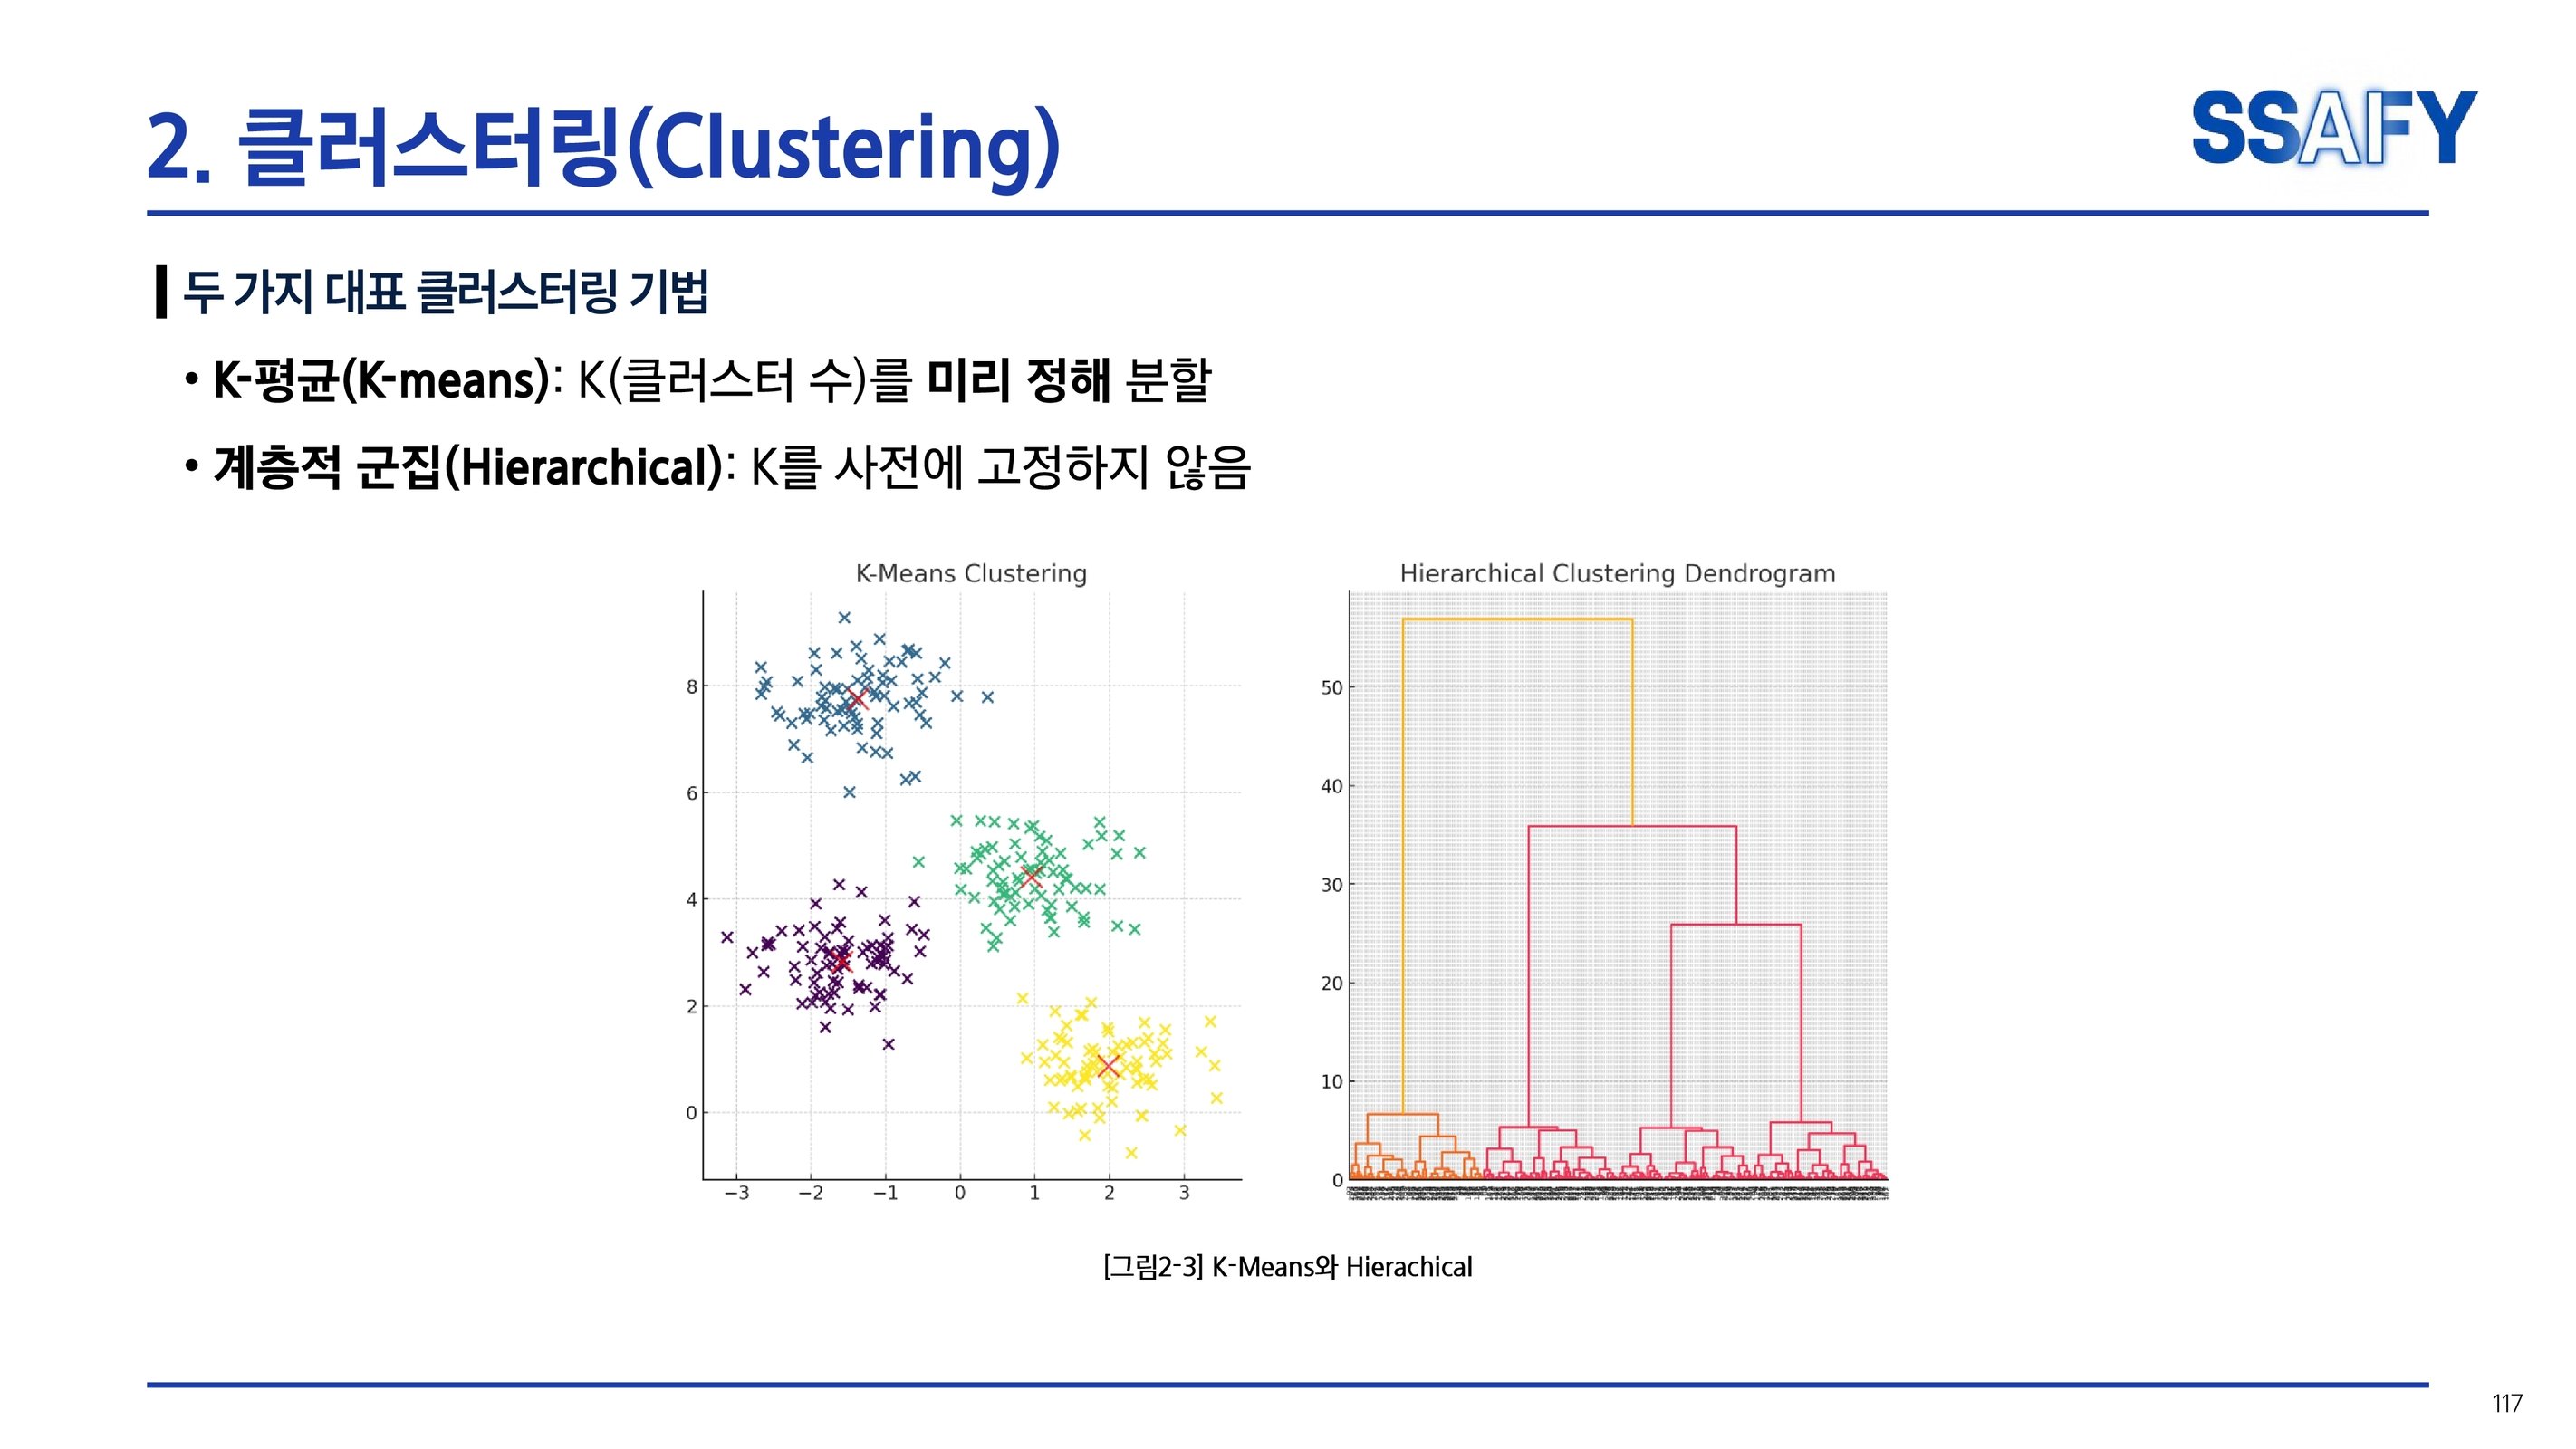 2. 클러스터링(Clustering)
SSAFY
두 가지 대표 클러스터링 기법
• K-평균(K-means): K(클러스터 수)를 미리 정해 분할
• 계층적 군집(Hierarchical): K를 사전에 고정하지 않음
K-Means Clustering
8
6
4
2
0
−3 −2 −1 0 1 2 3
Hierarchical Clustering Dendrogram
50
40
30
20
10
0
[그림2-3] K-Means와 Hierachical
117